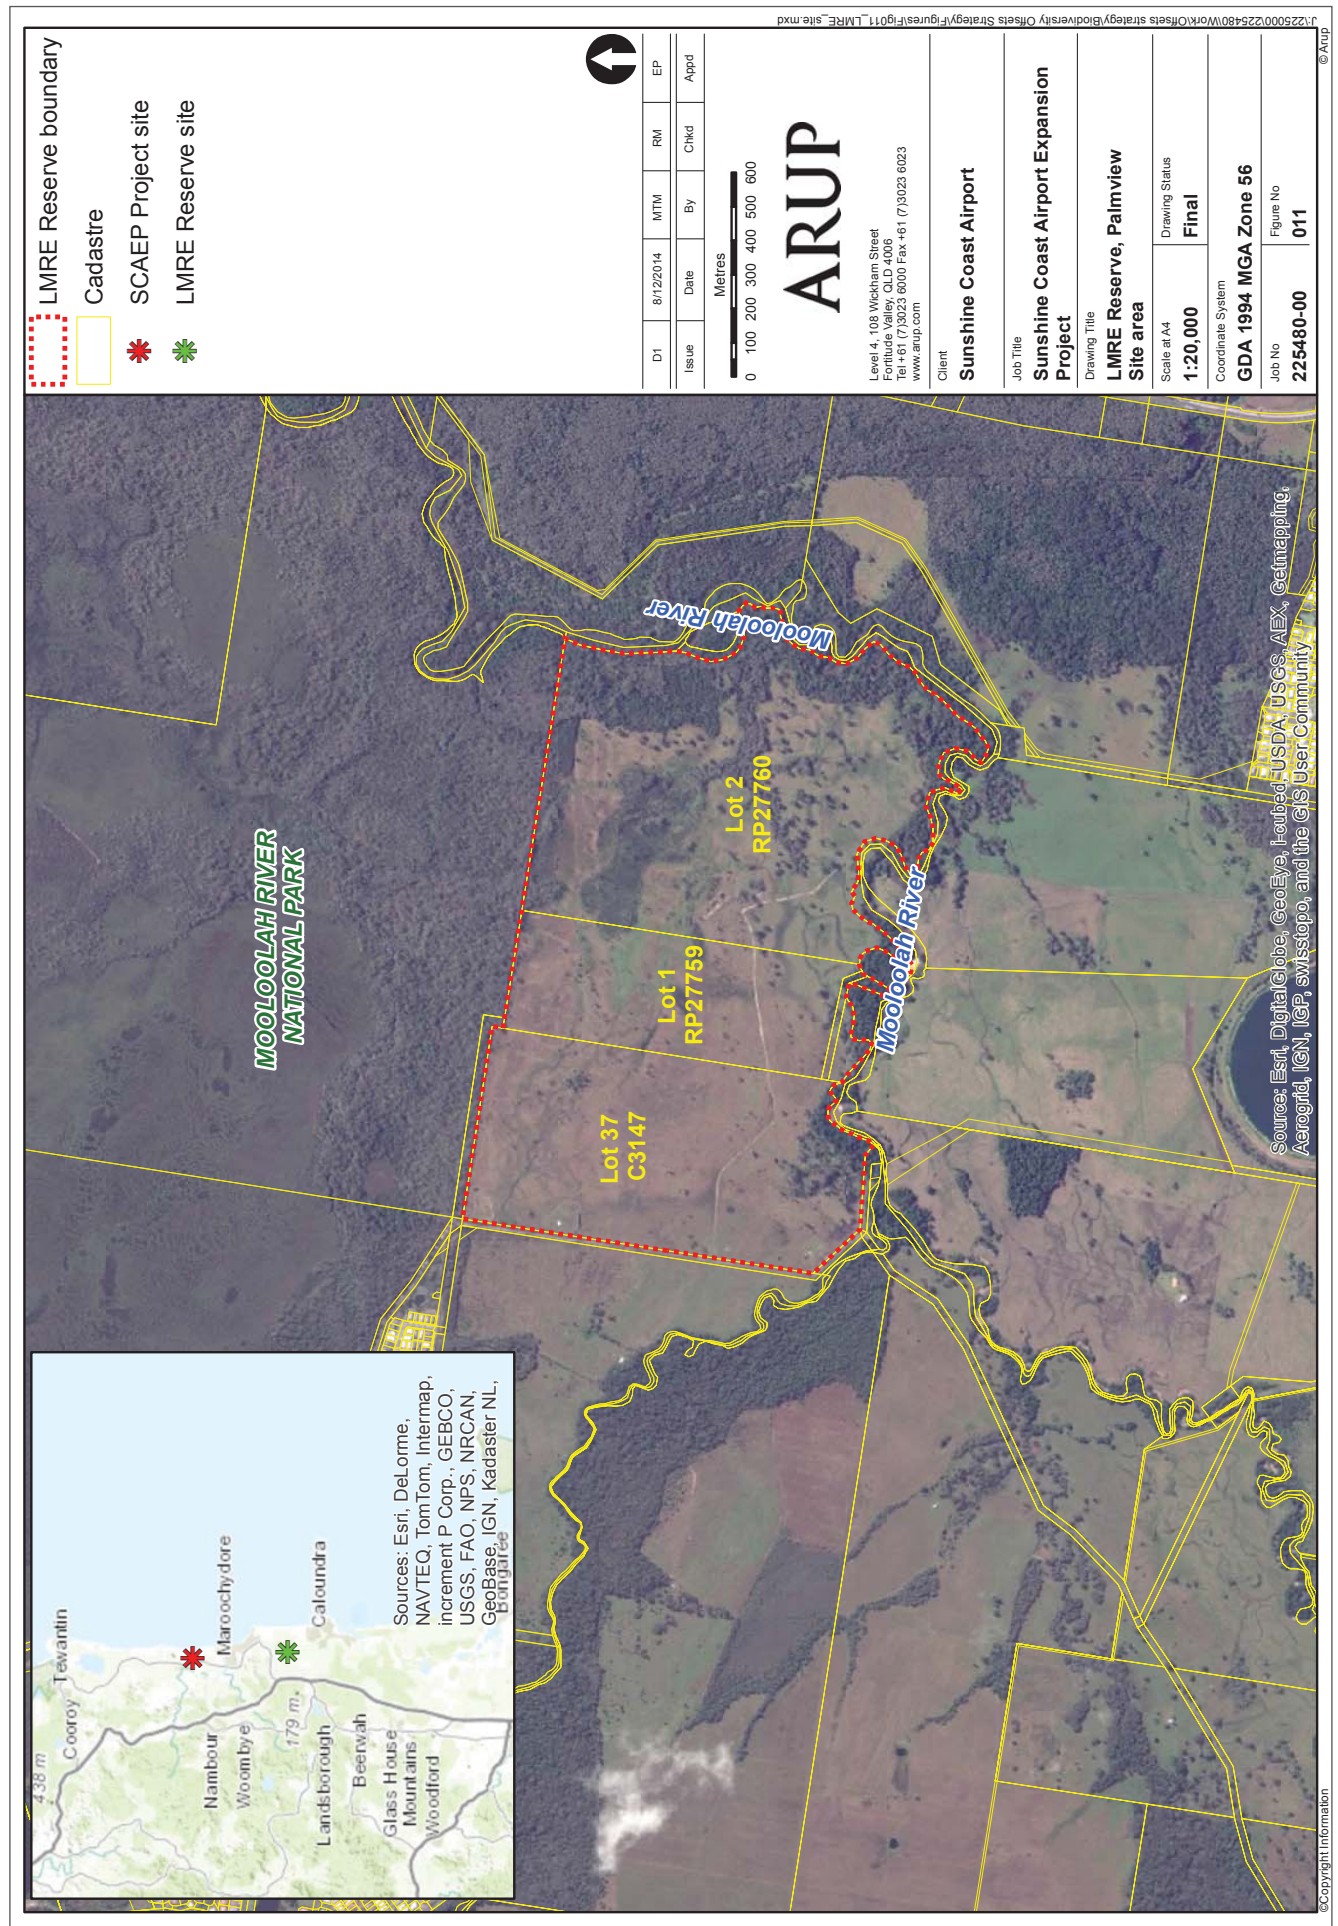 438 m
Cooroy
Tewantin
Nambour
Woombye
Maroochydore
179 m
Landsborough
Caloundra
Beerwah
Glass House
Mountains
Woodford
Bongaree
Sources: Esri, DeLorme,
NAVTEQ, TomTom, Intermap,
increment P Corp., GEBCO,
USGS, FAO, NPS, NRCAN,
GeoBase, IGN, Kadaster NL,
MOOLOOLAH RIVER
NATIONAL PARK
Lot 37
C3147
Lot 1
RP27759
Lot 2
RP27760
Mooloolah River
Mooloolah River
Source: Esri, DigitalGlobe, GeoEye, i-cubed, USDA, USGS, AEX, Getmapping,
Aerogrid, IGN, IGP, swisstopo, and the GIS User Community
LMRE Reserve boundary
Cadastre
SCAEP Project site
LMRE Reserve site
D1 8/12/2014 MTM RM EP
Issue Date By Chkd Appd
Metres
0 100 200 300 400 500 600
ARUP
Level 4, 108 Wickham Street
Fortitude Valley, QLD 4006
Tel +61 (7)3023 6000 Fax +61 (7)3023 6023
www.arup.com
Client
Sunshine Coast Airport
Job Title
Sunshine Coast Airport Expansion
Project
Drawing Title
LMRE Reserve, Palmview
Site area
Scale at A4
1:20,000
Drawing Status
Final
Coordinate System
GDA 1994 MGA Zone 56
Job No
225480-00
Figure No
011
©Copyright Information
© Arup
J:\225000\225480\Work\Offsets strategy\Biodiversity Offsets Strategy\Figures\Fig011_LMRE_site.mxd